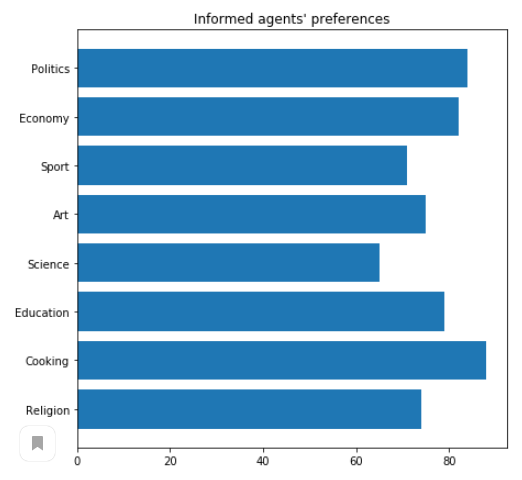 Informed agents' preferences
Politics
Economy
Sport
Art
Science
Education
Cooking
Religion
0 20 40 60 80